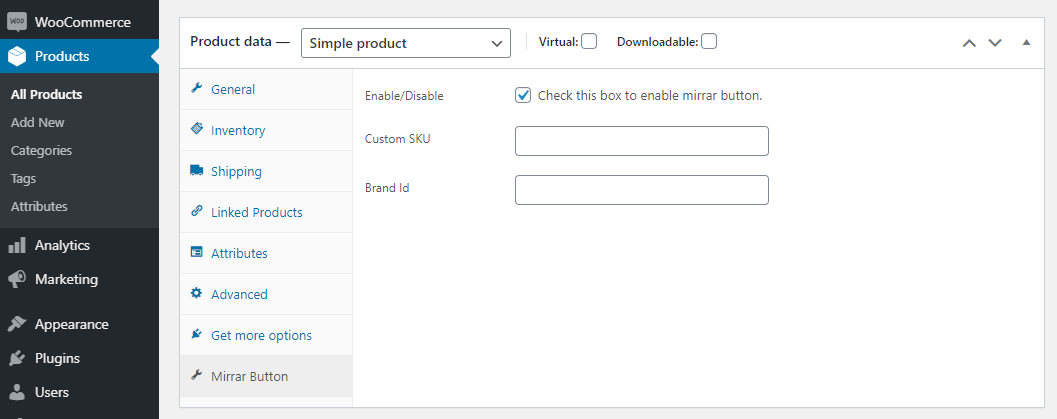 Woo WooCommerce
Products
All Products
Add New
Categories
Tags
Attributes
Analytics
Marketing
Appearance
Plugins
Users
Product data — Simple product Virtual: Downloadable:
General
Inventory
Shipping
Linked Products
Attributes
Advanced
Get more options
Mirrar Button
Enable/Disable Check this box to enable mirrar button.
Custom SKU
Brand Id